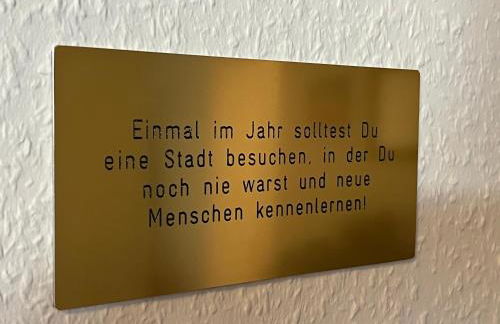 Einmal im Jahr solltest Du
eine Stadt besuchen, in der Du
noch nie warst und neue
Menschen kennenlernen!